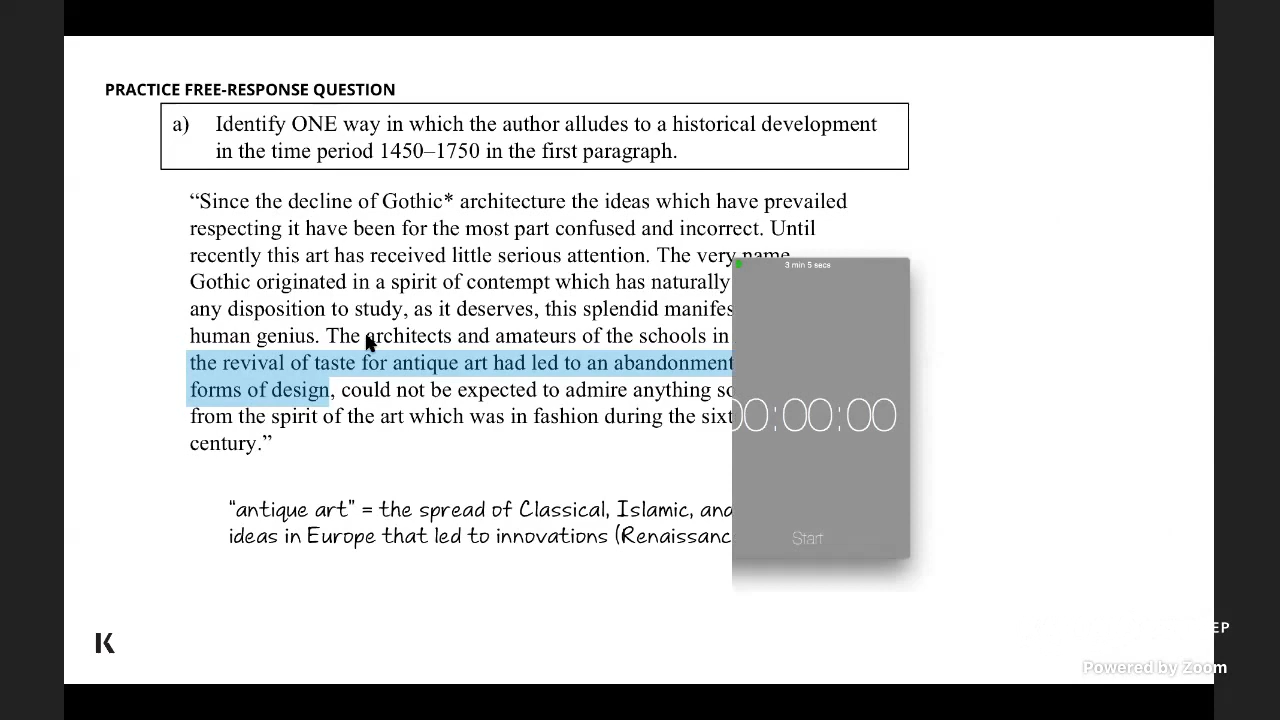 PRACTICE FREE-RESPONSE QUESTION
a) Identify ONE way in which the author alludes to a historical development
in the time period 1450–1750 in the first paragraph.
“Since the decline of Gothic* architecture the ideas which have prevailed
respecting it have been for the most part confused and incorrect. Until
recently this art has received little serious attention. The very name
Gothic originated in a spirit of contempt which has naturally
any disposition to study, as it deserves, this splendid
human genius. The architects and amateurs of the schools in
the revival of taste for antique art had led to an abandonment
forms of design, could not be expected to admire anything
from the spirit of the art which was in fashion during the
century.”
3 min 5 secs
00:00:00
Start
“antique art” = the spread of Classical, Islamic, and
ideas in Europe that led to innovations
K
Powered by Zoom